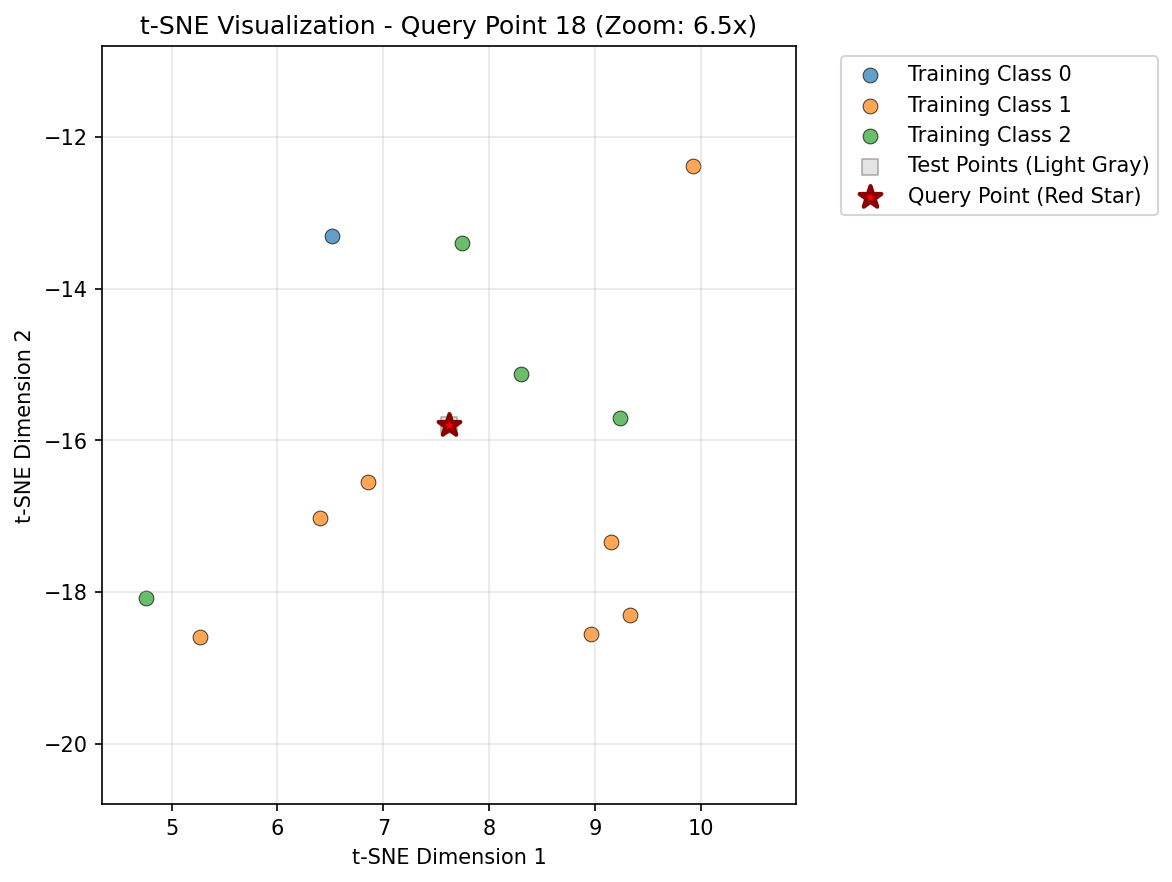 t-SNE Visualization - Query Point 18 (Zoom: 6.5x)
Training Class 0
Training Class 1
Training Class 2
Test Points (Light Gray)
Query Point (Red Star)
t-SNE Dimension 2
−12
−14
−16
−18
−20
5 6 7 8 9 10
t-SNE Dimension 1